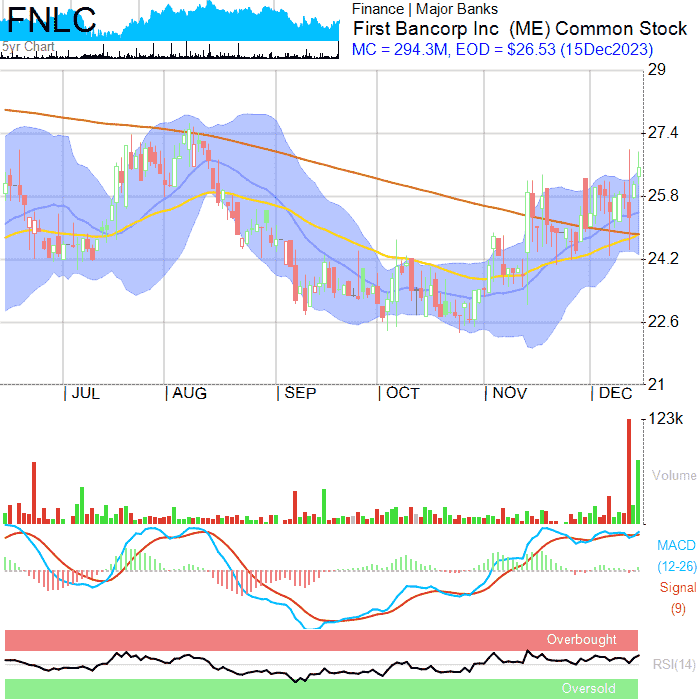 FNLC
5yr Chart
Finance | Major Banks
First Bancorp Inc (ME) Common Stock
MC = 294.3M, EOD = $26.53 (15Dec2023)
29
27.4
25.8
24.2
22.6
21
| JUL | AUG | SEP | OCT | NOV | DEC
123k
Volume
MACD
(12-26)
Signal
(9)
Overbought
RSI(14)
Oversold